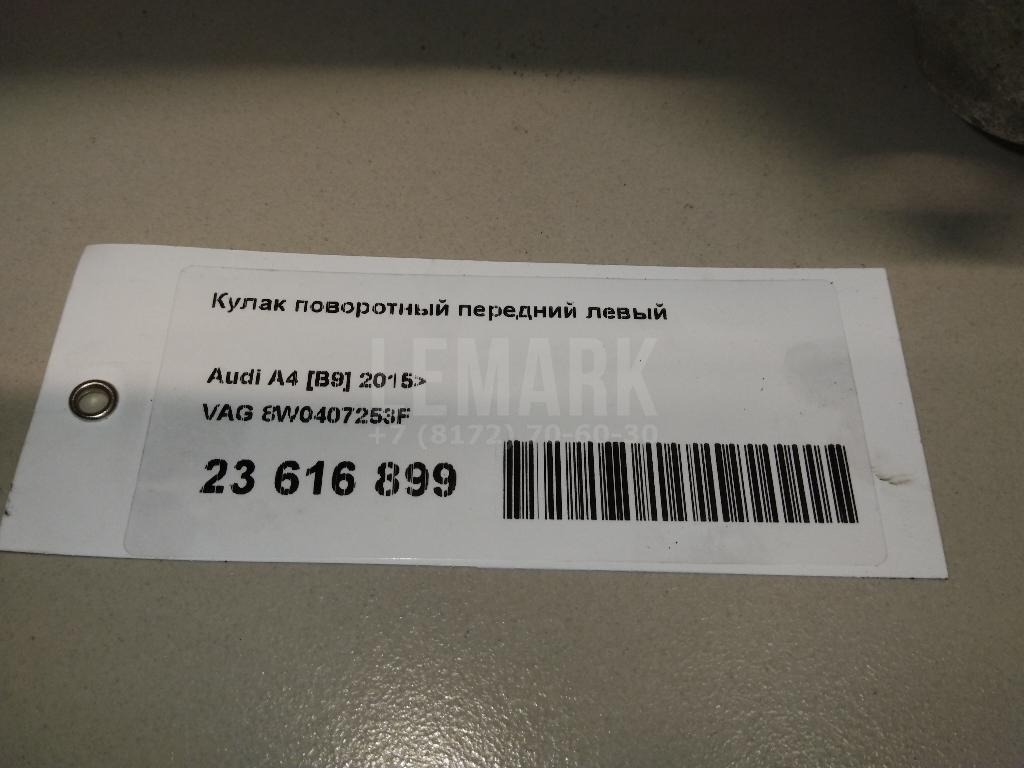 Кулак поворотный передний левый
LEMARK
Audi A4 [B9] 2015>
VAG 8W0407253F
+7 (8172) 70-60-30
23 616 899